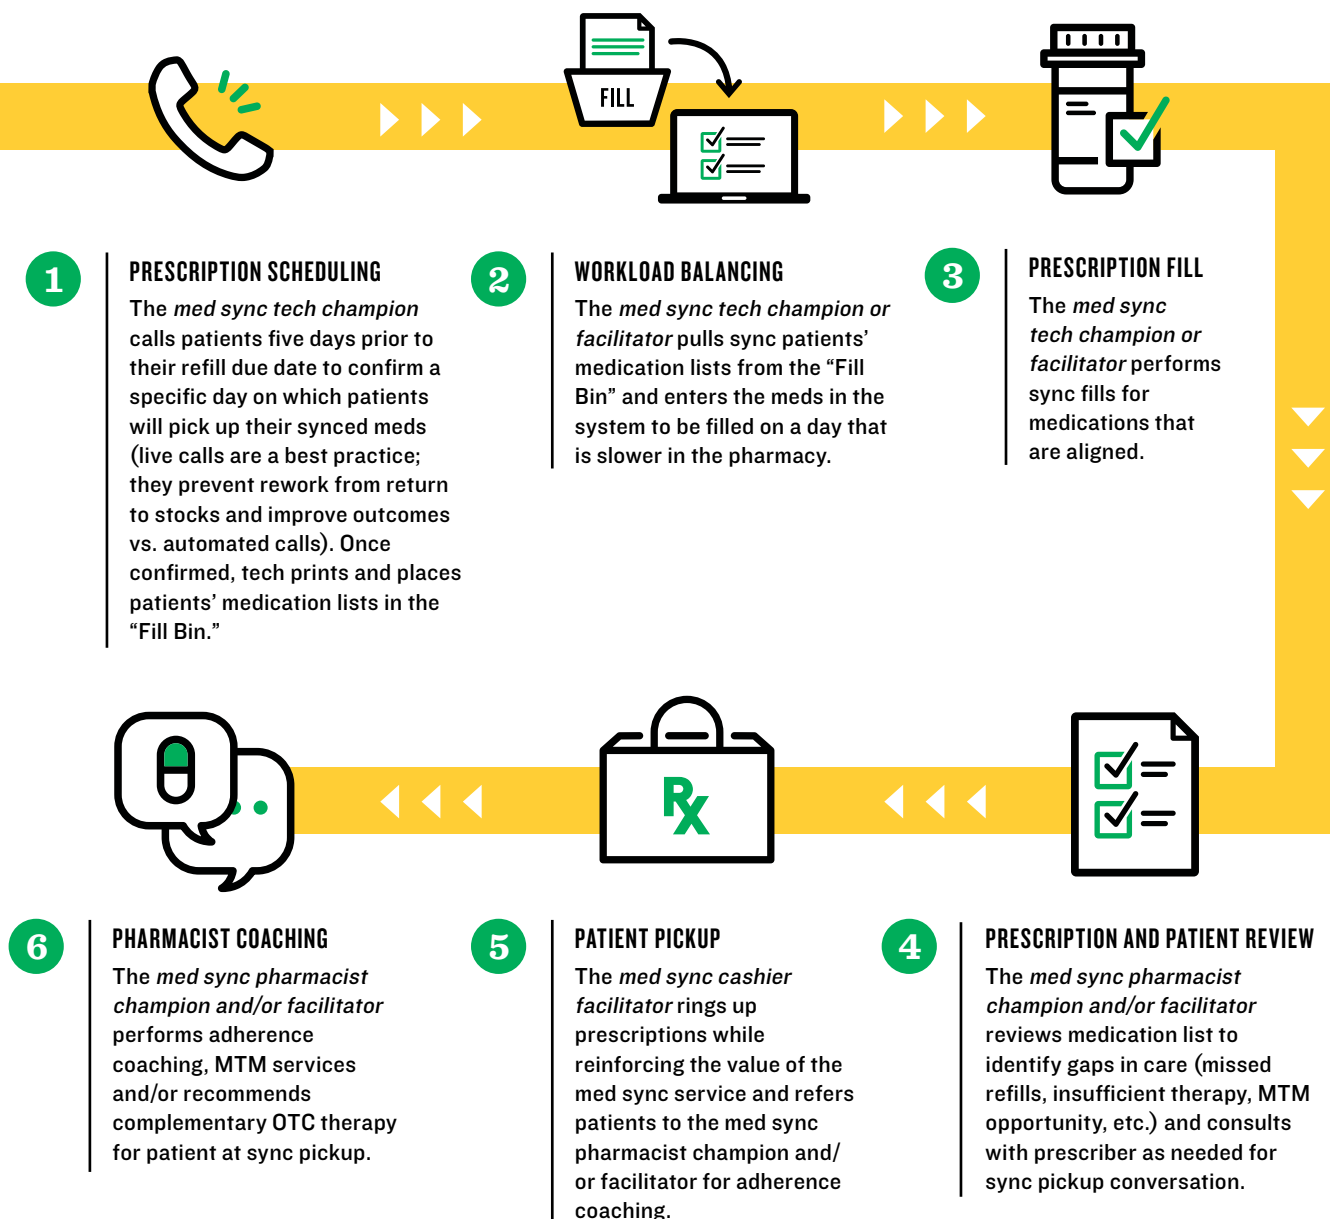 FILL
1
PRESCRIPTION SCHEDULING
The med sync tech champion
calls patients five days prior to
their refill due date to confirm a
specific day on which patients
will pick up their synced meds
(live calls are a best practice;
they prevent rework from return
to stocks and improve outcomes
vs. automated calls). Once
confirmed, tech prints and places
patients’ medication lists in the
“Fill Bin.”
2
WORKLOAD BALANCING
The med sync tech champion or
facilitator pulls sync patients’
medication lists from the “Fill
Bin” and enters the meds in the
system to be filled on a day that
is slower in the pharmacy.
3
PRESCRIPTION FILL
The med sync
tech champion or
facilitator performs
sync fills for
medications that
are aligned.
Rx
4
PRESCRIPTION AND PATIENT REVIEW
The med sync pharmacist
champion and/or facilitator
reviews medication list to
identify gaps in care (missed
refills, insufficient therapy, MTM
opportunity, etc.) and consults
with prescriber as needed for
sync pickup conversation.
5
PATIENT PICKUP
The med sync cashier
facilitator rings up
prescriptions while
reinforcing the value of the
med sync service and refers
patients to the med sync
pharmacist champion and/
or facilitator for adherence
coaching.
6
PHARMACIST COACHING
The med sync pharmacist
champion and/or facilitator
performs adherence
coaching, MTM services
and/or recommends
complementary OTC therapy
for patient at sync pickup.